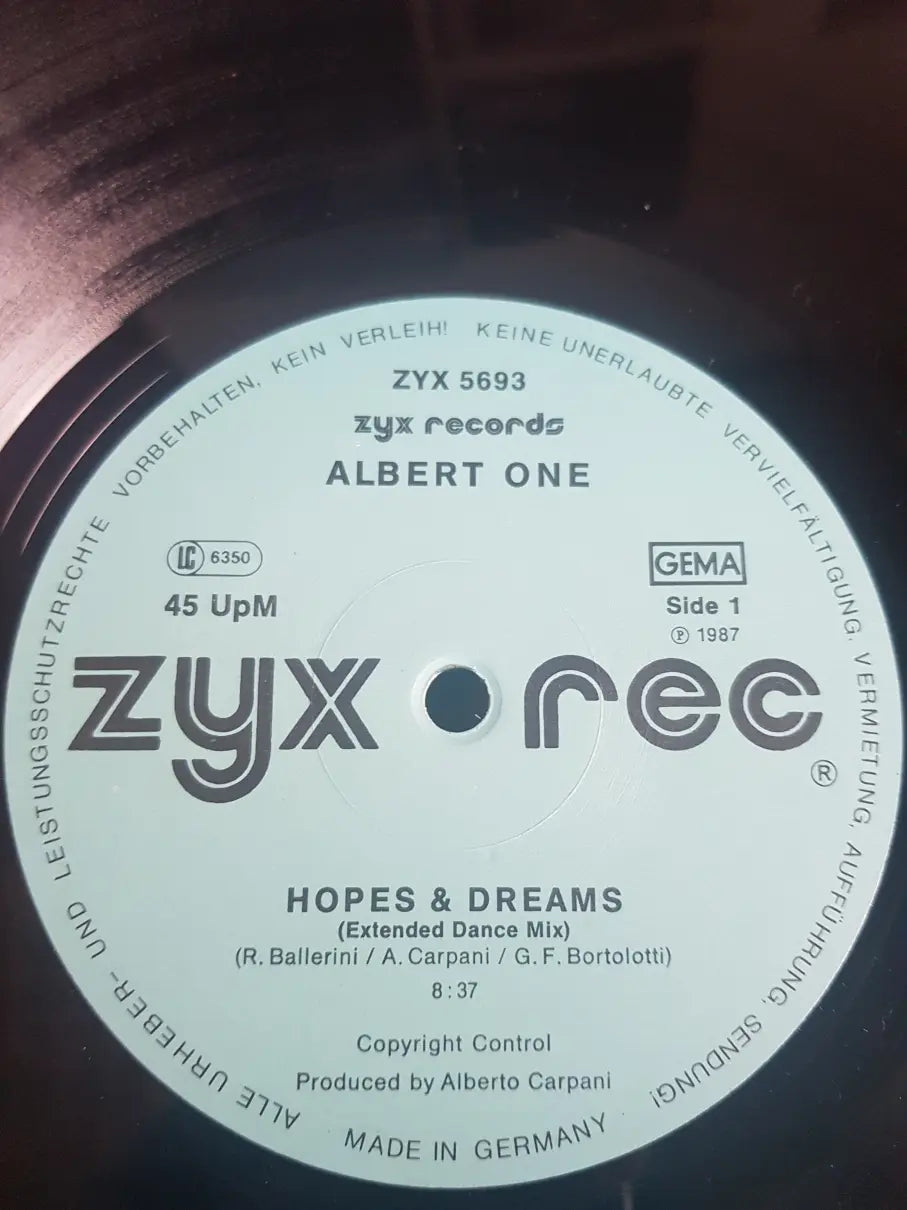 ALLE URHEBER- UND LEISTUNGSSCHUTZRECHTE VORBEHALTEN, KEIN VERLEIH! KEINE UNERLAUBTE VERVIELFÄLTIGUNG, VERMIETUNG, AUFFÜHRUNG, SENDUNG!
ZYX 5693
zyx records
ALBERT ONE
LC 6350
GEMA
45 UpM
Side 1
℗ 1987
zyx rec ®
HOPES & DREAMS
(Extended Dance Mix)
(R. Ballerini / A. Carpani / G. F. Bortolotti)
8:37
Copyright Control
Produced by Alberto Carpani
MADE IN GERMANY